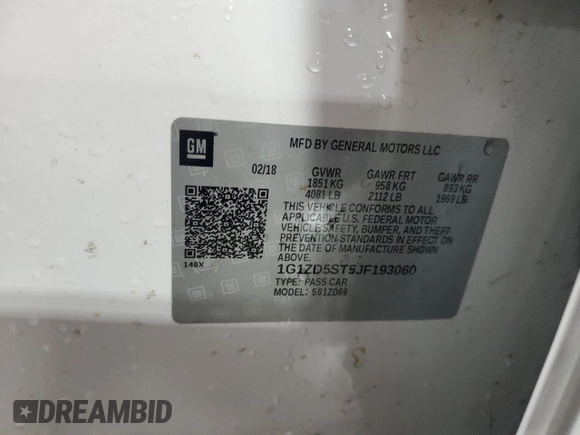 GM
MFD BY GENERAL MOTORS LLC
02/18 GVWR GAWR FRT GAWR RR
1851 KG 958 KG 893 KG
4081 LB 2112 LB 1969 LB
THIS VEHICLE CONFORMS TO ALL
APPLICABLE U.S. FEDERAL MOTOR
VEHICLE SAFETY, BUMPER, AND THEFT
PREVENTION STANDARDS IN EFFECT ON
THE DATE OF MANUFACTURE SHOWN
ABOVE.
140X
1G1ZD5ST5JF193060
TYPE: PASS CAR
MODEL: 5012D69
DREAMBID